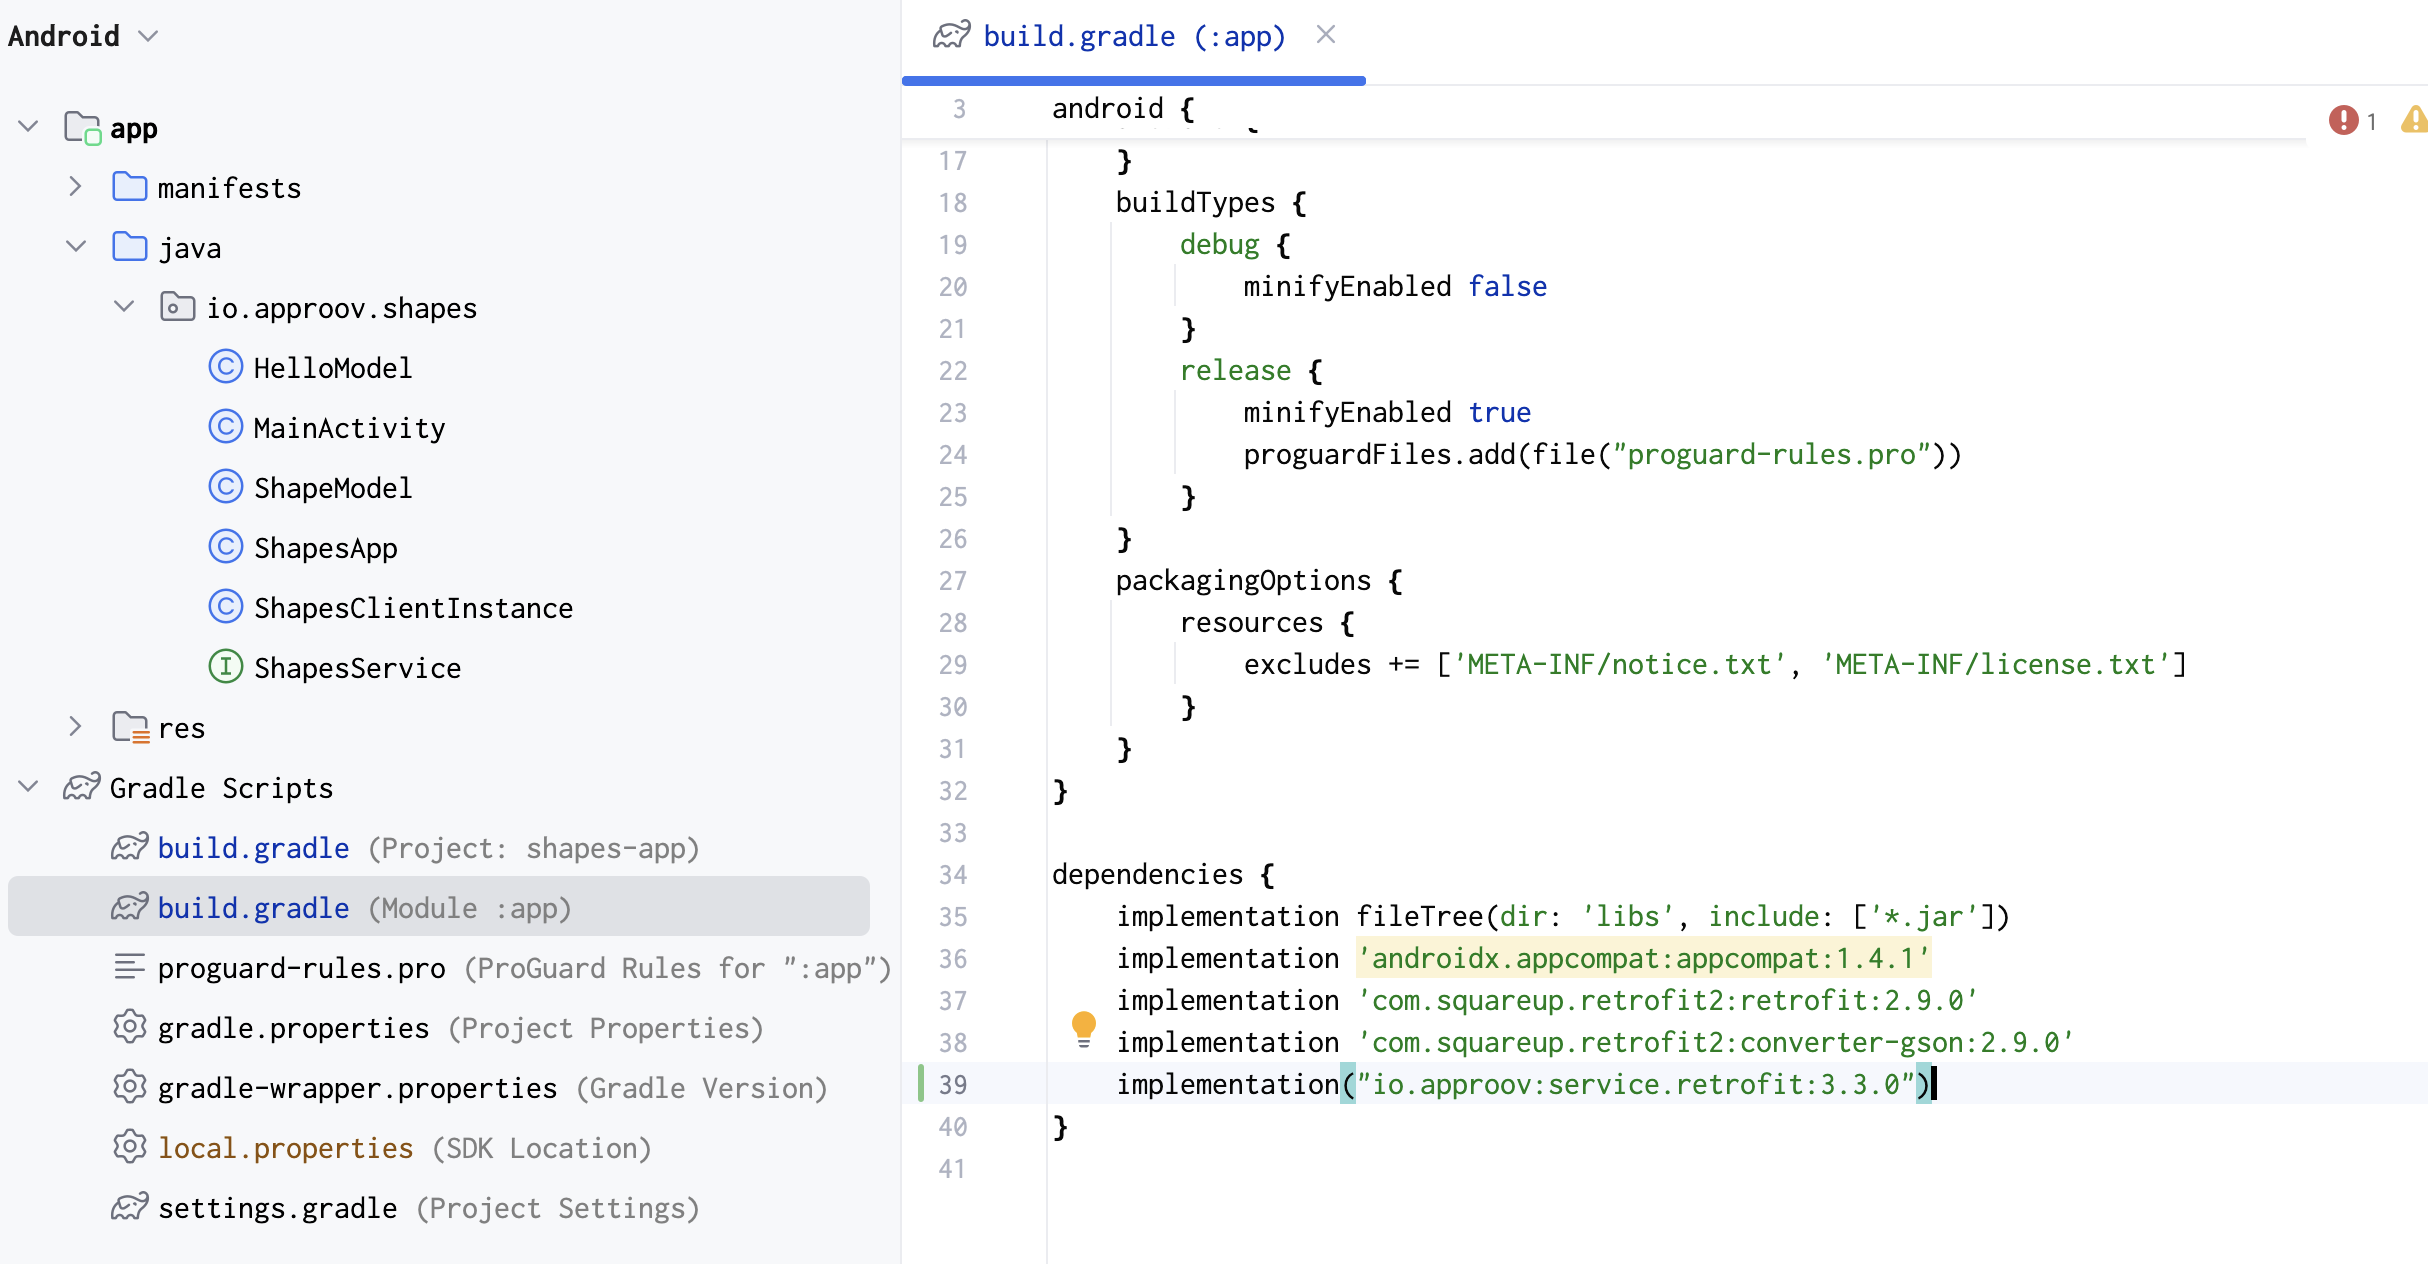 Android
app
manifests
java
io.approov.shapes
HelloModel
MainActivity
ShapeModel
ShapesApp
ShapesClientInstance
ShapesService
res
Gradle Scripts
build.gradle (Project: shapes-app)
build.gradle (Module :app)
proguard-rules.pro (ProGuard Rules for ":app")
gradle.properties (Project Properties)
gradle-wrapper.properties (Gradle Version)
local.properties (SDK Location)
settings.gradle (Project Settings)
build.gradle (:app)
1
3 android {
17 }
18 buildTypes {
19 debug {
20 minifyEnabled false
21 }
22 release {
23 minifyEnabled true
24 proguardFiles.add(file("proguard-rules.pro"))
25 }
26 }
27 packagingOptions {
28 resources {
29 excludes += ['META-INF/notice.txt', 'META-INF/license.txt']
30 }
31 }
32 }
33
34 dependencies {
35 implementation fileTree(dir: 'libs', include: ['*.jar'])
36 implementation 'androidx.appcompat:appcompat:1.4.1'
37 implementation 'com.squareup.retrofit2:retrofit:2.9.0'
38 implementation 'com.squareup.retrofit2:converter-gson:2.9.0'
39 implementation("io.approov:service.retrofit:3.3.0")
40 }
41